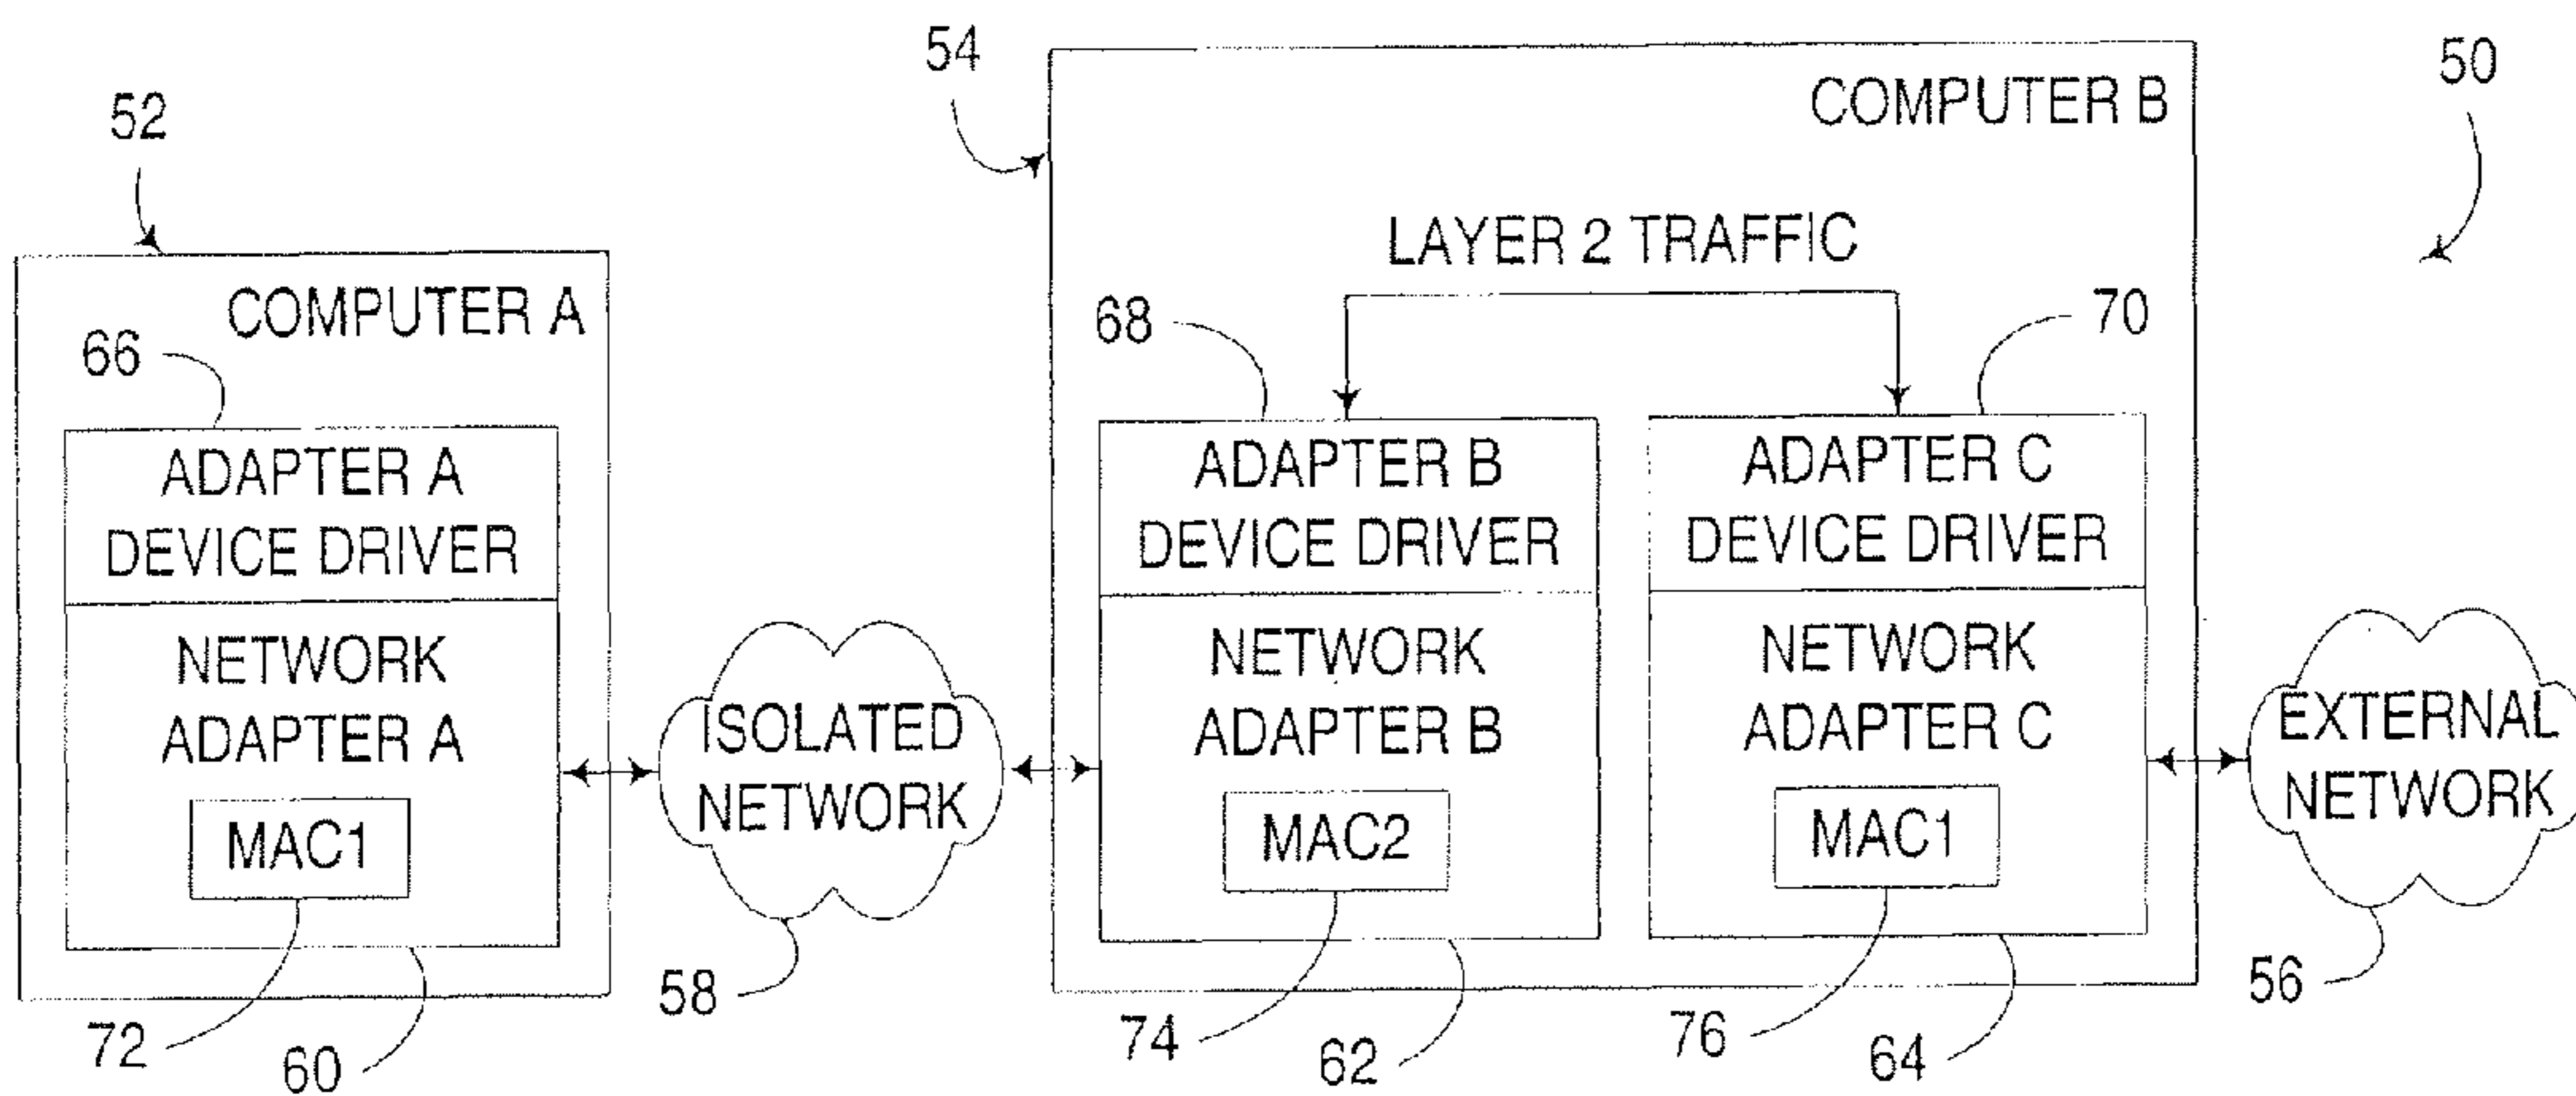 54
COMPUTER B
50
52
LAYER 2 TRAFFIC
COMPUTER A
68
70
66
ADAPTER A
DEVICE DRIVER
ADAPTER B
DEVICE DRIVER
ADAPTER C
DEVICE DRIVER
NETWORK
ADAPTER A
MAC1
ISOLATED
NETWORK
NETWORK
ADAPTER B
MAC2
NETWORK
ADAPTER C
MAC1
EXTERNAL
NETWORK
72
60
58
74
62
76
64
56